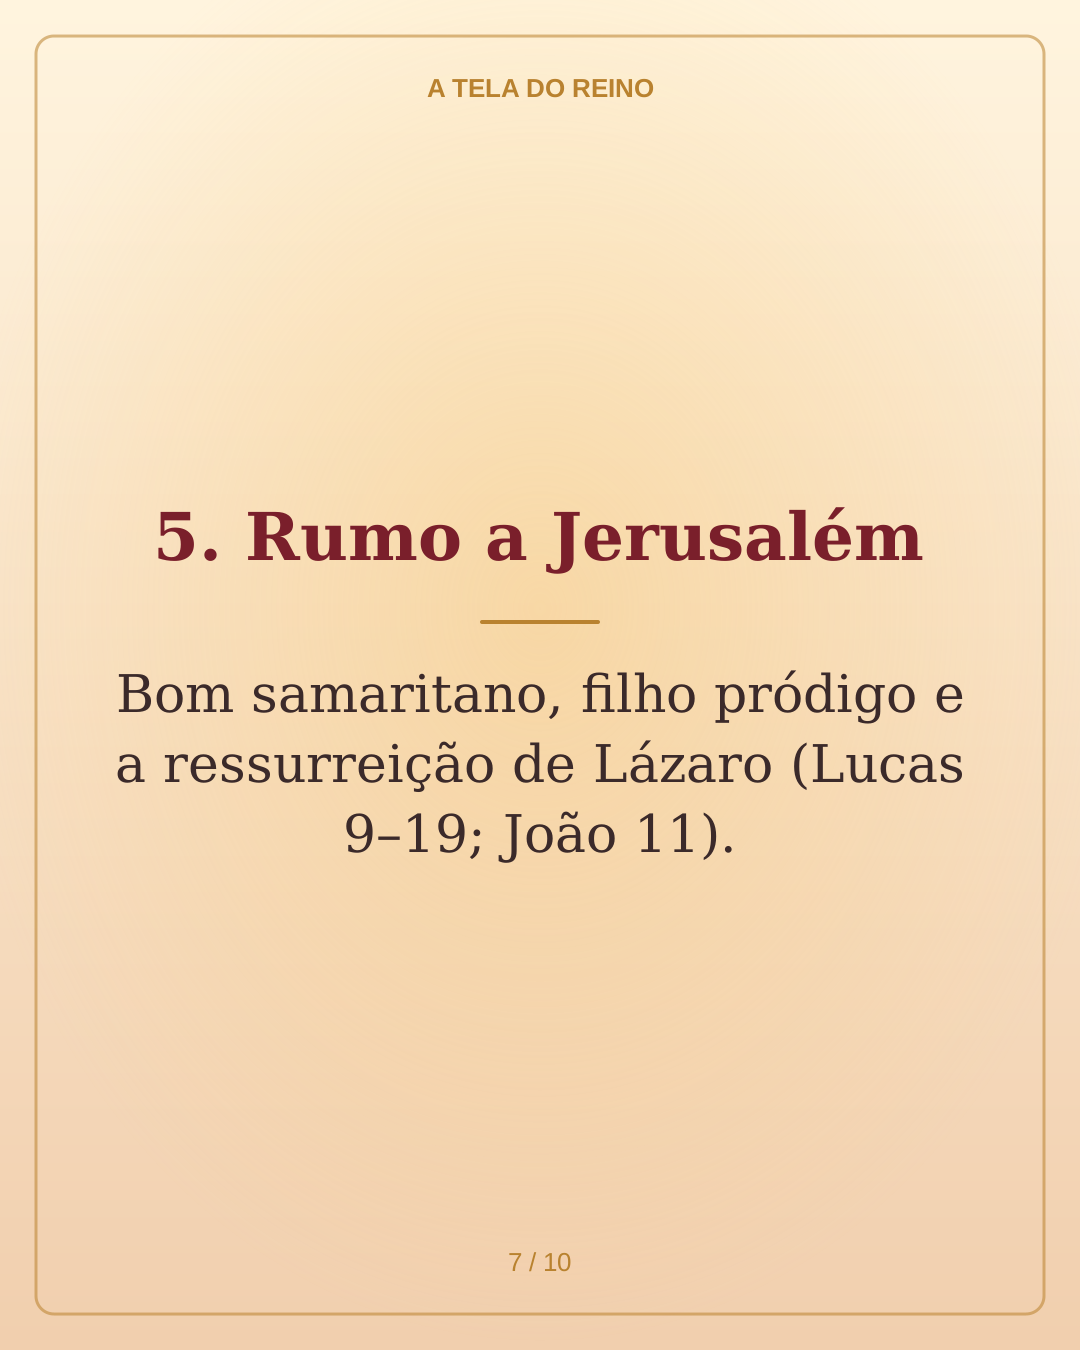 A TELA DO REINO
5. Rumo a Jerusalém
Bom samaritano, filho pródigo e
a ressurreição de Lázaro (Lucas
9–19; João 11).
7 / 10